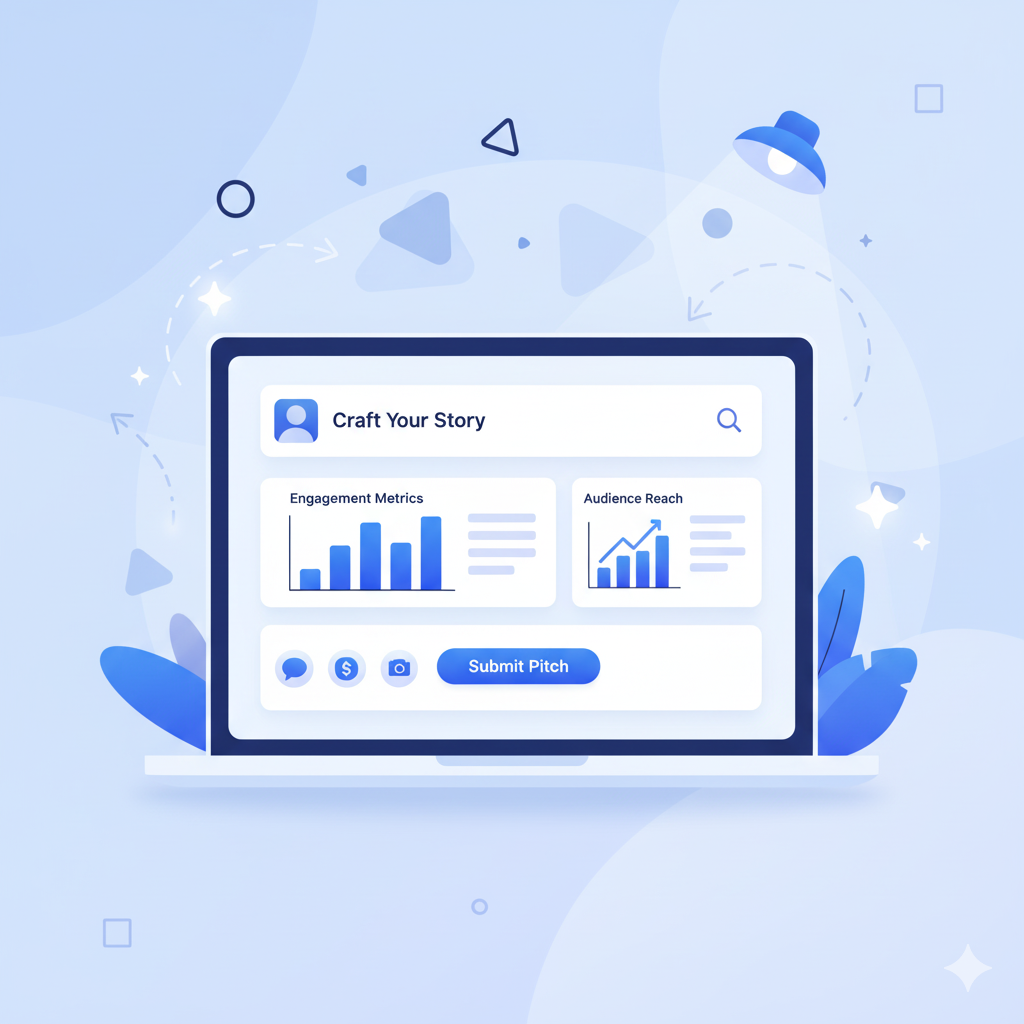 Craft Your Story
Engagement Metrics
Audience Reach
$
Submit Pitch